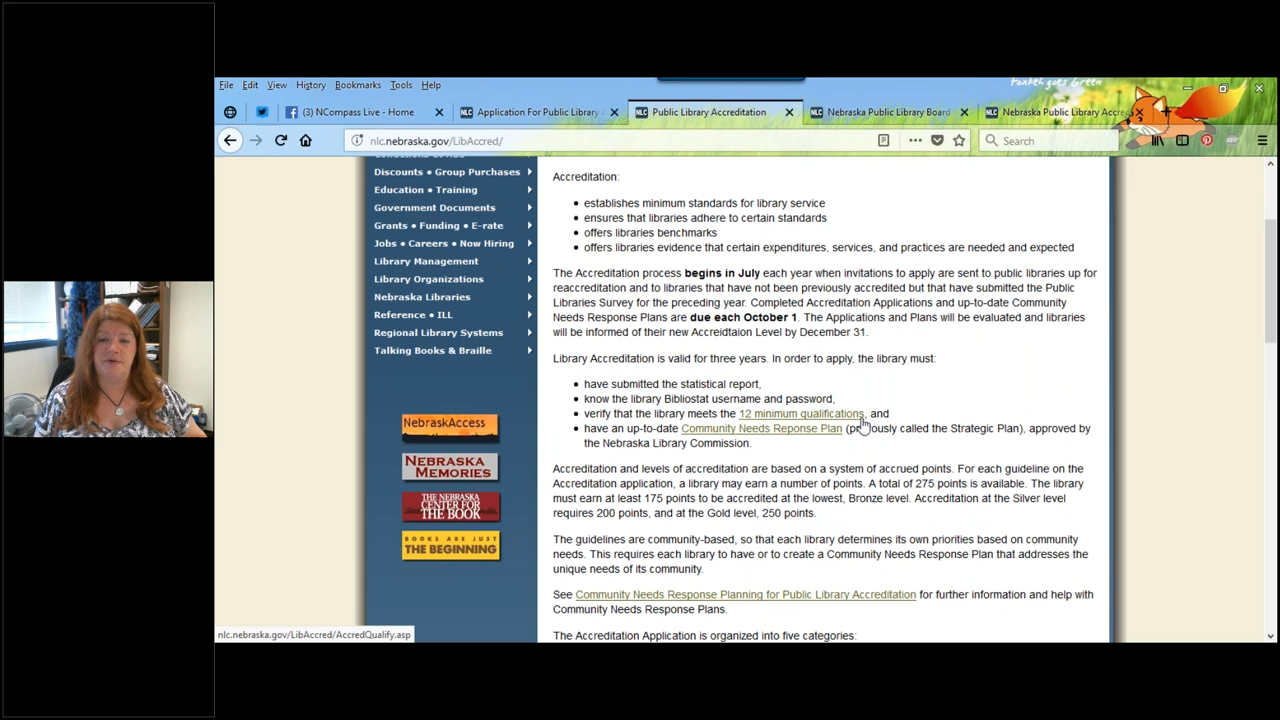 Foxkeh goes Green
File Edit View History Bookmarks Tools Help
(3) NCompass Live - Home
NLC Application For Public Library
NLC Public Library Accreditation
NLC Nebraska Public Library Board
NLC Nebraska Public Library Accre
nlc.nebraska.gov/LibAccred/
Search
Discounts • Group Purchases
Education • Training
Government Documents
Grants • Funding • E-rate
Jobs • Careers • Now Hiring
Library Management
Library Organizations
Nebraska Libraries
Reference • ILL
Regional Library Systems
Talking Books & Braille
NebraskAccess
NEBRASKA MEMORIES
THE NEBRASKA CENTER FOR THE BOOK
BOOKS ARE JUST THE BEGINNING
Accreditation:
• establishes minimum standards for library service
• ensures that libraries adhere to certain standards
• offers libraries benchmarks
• offers libraries evidence that certain expenditures, services, and practices are needed and expected
The Accreditation process begins in July each year when invitations to apply are sent to public libraries up for
reaccreditation and to libraries that have not been previously accredited but that have submitted the Public
Libraries Survey for the preceding year. Completed Accreditation Applications and up-to-date Community
Needs Response Plans are due each October 1. The Applications and Plans will be evaluated and libraries
will be informed of their new Accreidtaion Level by December 31.
Library Accreditation is valid for three years. In order to apply, the library must:
• have submitted the statistical report,
• know the library Bibliostat username and password,
• verify that the library meets the 12 minimum qualifications, and
• have an up-to-date Community Needs Reponse Plan (previously called the Strategic Plan), approved by
the Nebraska Library Commission.
Accreditation and levels of accreditation are based on a system of accrued points. For each guideline on the
Accreditation application, a library may earn a number of points. A total of 275 points is available. The library
must earn at least 175 points to be accredited at the lowest, Bronze level. Accreditation at the Silver level
requires 200 points, and at the Gold level, 250 points.
The guidelines are community-based, so that each library determines its own priorities based on community
needs. This requires each library to have or to create a Community Needs Response Plan that addresses the
unique needs of its community.
See Community Needs Response Planning for Public Library Accreditation for further information and help with
Community Needs Response Plans.
The Accreditation Application is organized into five categories:
nlc.nebraska.gov/LibAccred/AccredQualify.asp